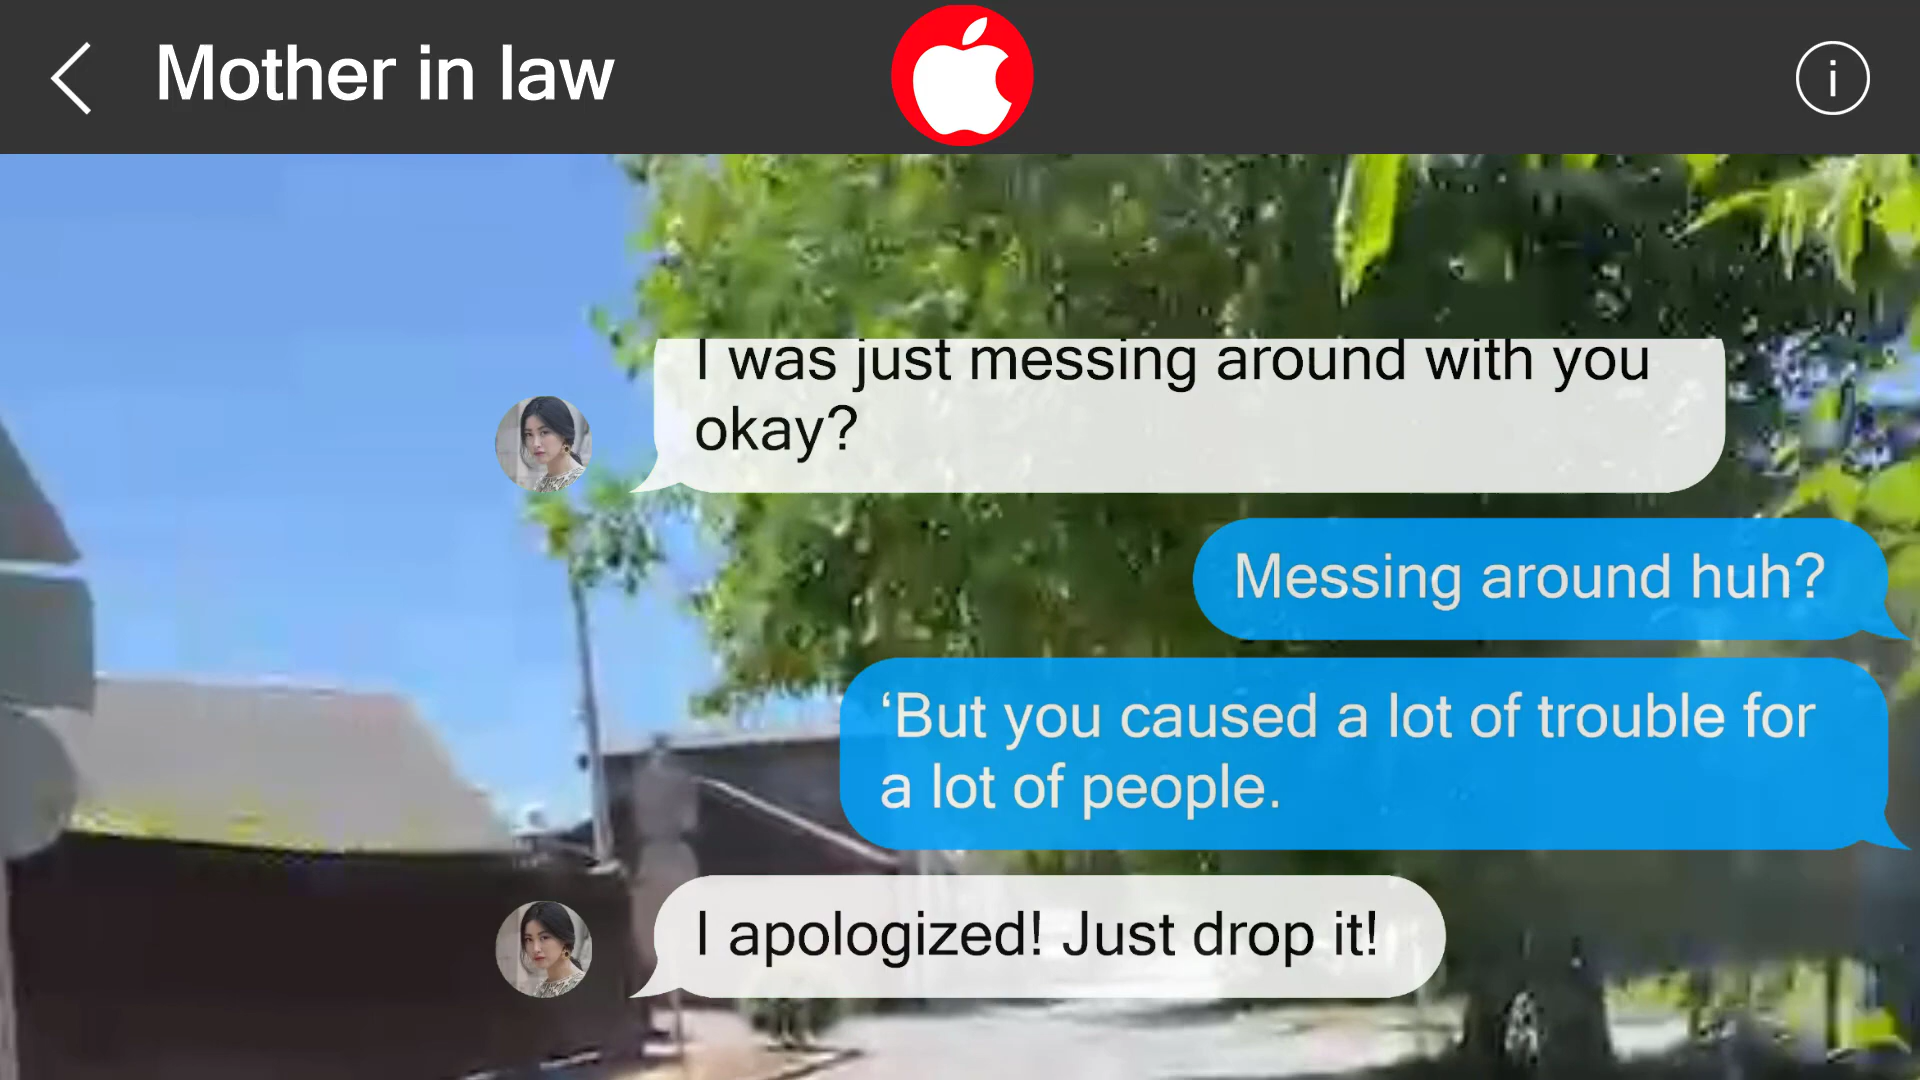 Mother in law
I was just messing around with you
okay?
Messing around huh?
‘But you caused a lot of trouble for
a lot of people.
I apologized! Just drop it!